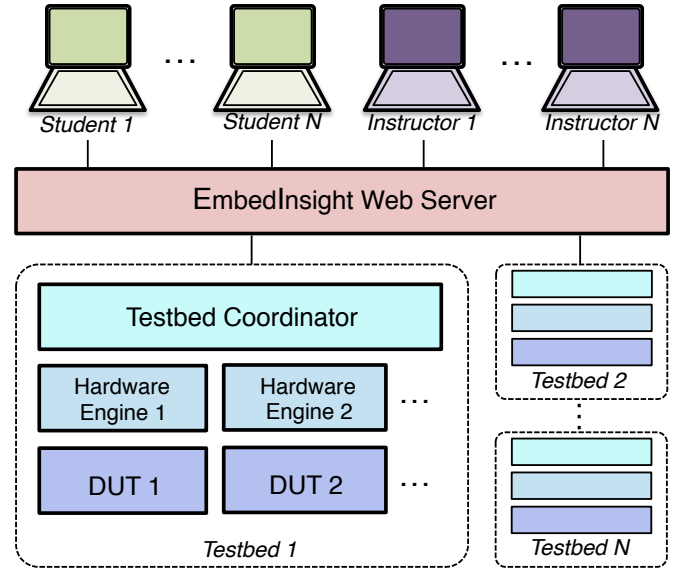 ... ...
Student 1 Student N Instructor 1 Instructor N
EmbedInsight Web Server
Testbed Coordinator
Hardware
Engine 1
Hardware
Engine 2
...
DUT 1
DUT 2
...
Testbed 1
Testbed 2
Testbed N